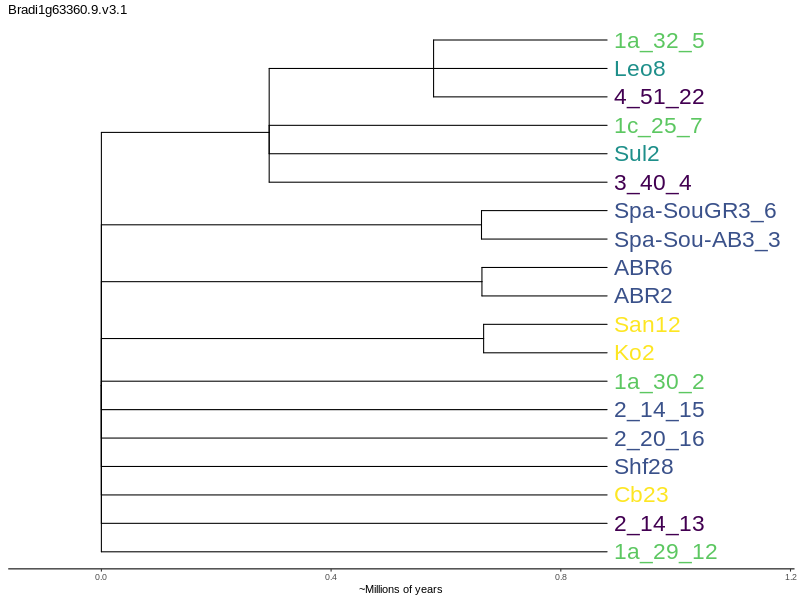 Bradi1g63360.9.v3.1
1a_32_5
Leo8
4_51_22
1c_25_7
Sul2
3_40_4
Spa-SouGR3_6
Spa-Sou-AB3_3
ABR6
ABR2
San12
Ko2
1a_30_2
2_14_15
2_20_16
Shf28
Cb23
2_14_13
1a_29_12
0.0 0.4 0.8 1.2
~Millions of years